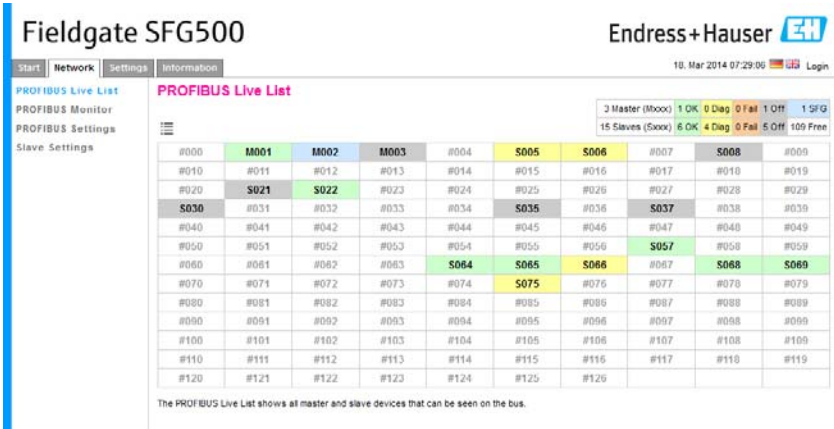 Fieldgate SFG500
Endress+Hauser EH
Start Network Settings Information
18. Mar 2014 07:29:06 Login
PROFIBUS Live List
PROFIBUS Monitor
PROFIBUS Settings
Slave Settings
PROFIBUS Live List
3 Master (Mxxx) 1 OK 0 Diag 0 Fail 1 Off 1 SFG
15 Slaves (Sxxx) 6 OK 4 Diag 0 Fail 5 Off 109 Free
#000 M001 M002 M003 #004 S005 S006 #007 S008 #009
#010 #011 #012 #013 #014 #015 #016 #017 #018 #019
#020 S021 S022 #023 #024 #025 #026 #027 #028 #029
S030 #031 #032 #033 #034 S035 #036 S037 #038 #039
#040 #041 #042 #043 #044 #045 #046 #047 #048 #049
#050 #051 #052 #053 #054 #055 #056 S057 #058 #059
#060 #061 #062 #063 S064 S065 S066 #067 S068 S069
#070 #071 #072 #073 #074 S075 #076 #077 #078 #079
#080 #081 #082 #083 #084 #085 #086 #087 #088 #089
#090 #091 #092 #093 #094 #095 #096 #097 #098 #099
#100 #101 #102 #103 #104 #105 #106 #107 #108 #109
#110 #111 #112 #113 #114 #115 #116 #117 #118 #119
#120 #121 #122 #123 #124 #125 #126
The PROFIBUS Live List shows all master and slave devices that can be seen on the bus.